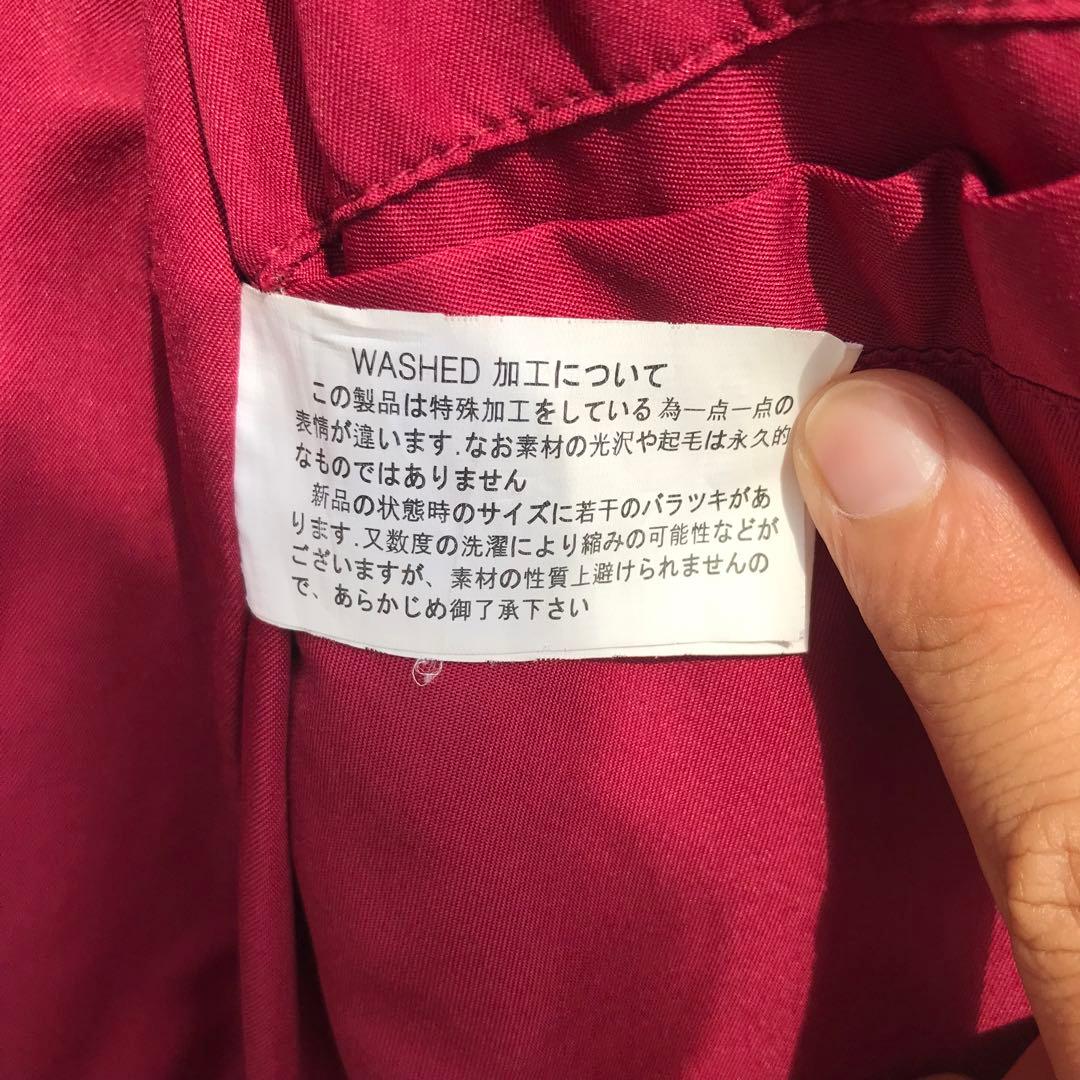 WASHED 加工について
この製品は特殊加工をしている為一点一点の
表情が違います.なお素材の光沢や起毛は永久的
なものではありません
新品の状態時のサイズに若干のバラツキがあ
ります.又数度の洗濯により縮みの可能性などが
ございますが、素材の性質上避けられませんの
で、あらかじめ御了承下さい